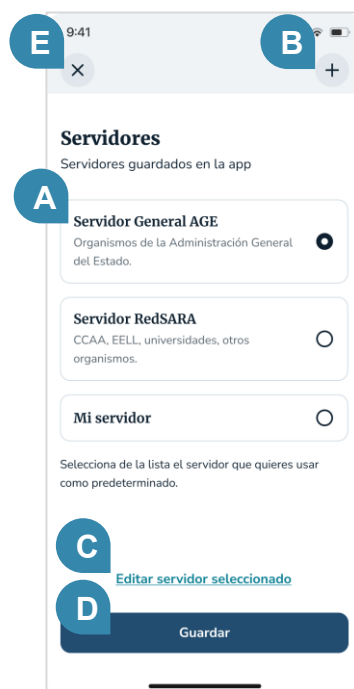 E
9:41
B
Servidores
Servidores guardados en la app
A
Servidor General AGE
Organismos de la Administración General
del Estado.
Servidor RedSARA
CCAA, EELL, universidades, otros
organismos.
Mi servidor
Selecciona de la lista el servidor que quieres usar
como predeterminado.
C
Editar servidor seleccionado
D
Guardar